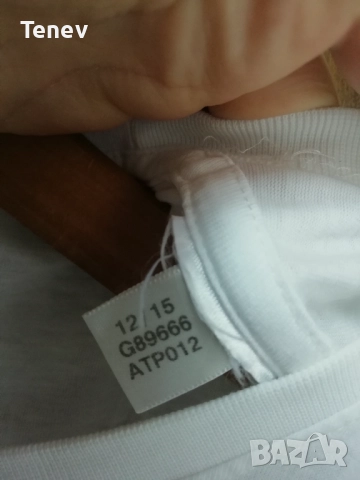 Tenev
12 / 15
G89666
ATP012
BAZAR